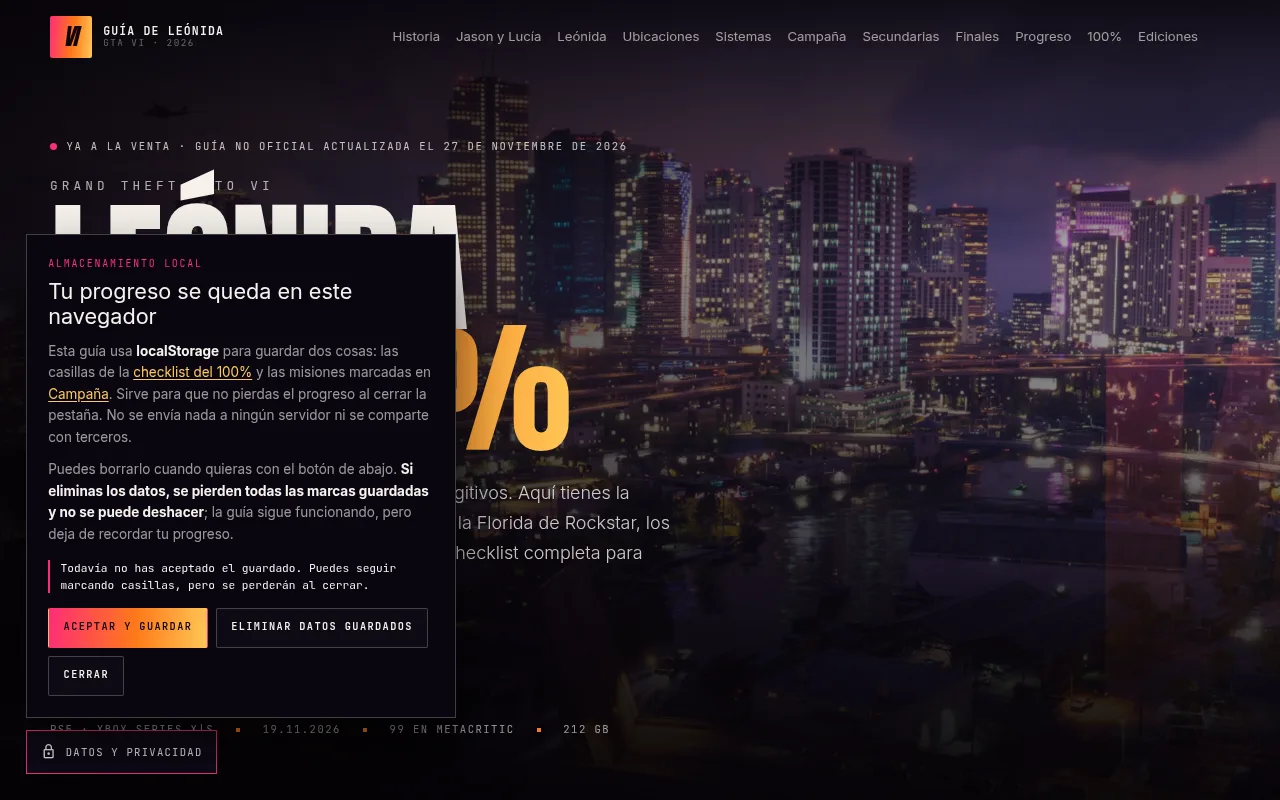 GUÍA DE LEÓNIDA
GTA VI · 2026
Historia Jason y Lucía Leónida Ubicaciones Sistemas Campaña Secundarias Finales Progreso 100% Ediciones
YA A LA VENTA · GUÍA NO OFICIAL ACTUALIZADA EL 27 DE NOVIEMBRE DE 2026
GRAND THEFT TO VI
LEÓNIDA
%
gitivos. Aquí tienes la
la Florida de Rockstar, los
hecklist completa para
ALMACENAMIENTO LOCAL
Tu progreso se queda en este
navegador
Esta guía usa localStorage para guardar dos cosas: las
casillas de la checklist del 100% y las misiones marcadas en
Campaña. Sirve para que no pierdas el progreso al cerrar la
pestaña. No se envía nada a ningún servidor ni se comparte
con terceros.
Puedes borrarlo cuando quieras con el botón de abajo. Si
eliminas los datos, se pierden todas las marcas guardadas
y no se puede deshacer; la guía sigue funcionando, pero
deja de recordar tu progreso.
Todavía no has aceptado el guardado. Puedes seguir
marcando casillas, pero se perderán al cerrar.
ACEPTAR Y GUARDAR ELIMINAR DATOS GUARDADOS
CERRAR
PS5 · XBOX SERIES X|S 19.11.2026 99 EN METACRITIC 212 GB
DATOS Y PRIVACIDAD